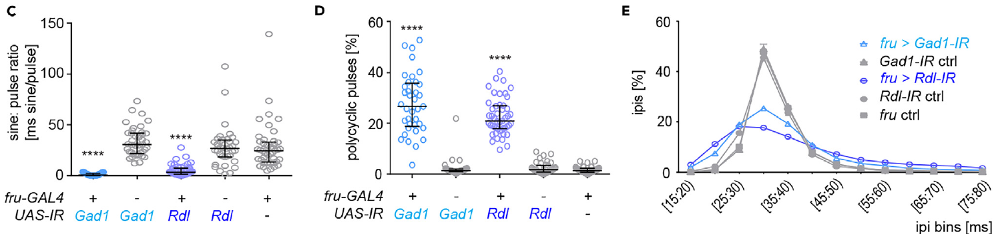 C
sine: pulse ratio
[ms sine/pulse]
150
100
50
0
****
****
fru-GAL4 + - + - +
UAS-IR Gad1 Gad1 Rdl Rdl -
D
polycyclic pulses [%]
60
40
20
0
****
****
fru-GAL4 + - + - +
UAS-IR Gad1 Gad1 Rdl Rdl -
E
ipis [%]
60
40
20
0
fru > Gad1-IR
Gad1-IR ctrl
fru > Rdl-IR
Rdl-IR ctrl
fru ctrl
[15:20) [25:30) [35:40) [45:50) [55:60) [65:70) [75:80)
ipi bins [ms]